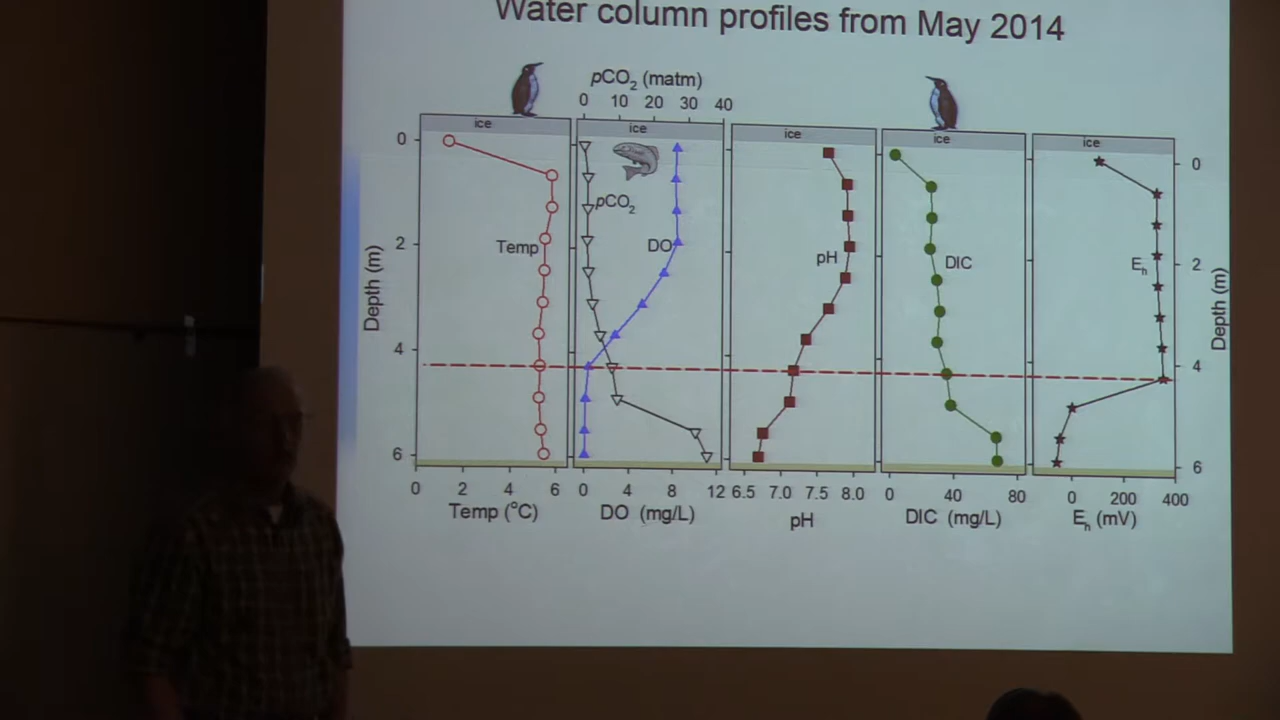 Water column profiles from May 2014
pCO₂ (matm)
0 10 20 30 40
ice ice ice ice ice
0 2 4 6
Depth (m)
Temp
pCO₂
DO
pH
DIC
Eₕ
0 2 4 6
Depth (m)
0 2 4 6
Temp (°C)
0 4 8 12
DO (mg/L)
6.5 7.0 7.5 8.0
pH
0 40 80
DIC (mg/L)
0 200 400
Eₕ (mV)